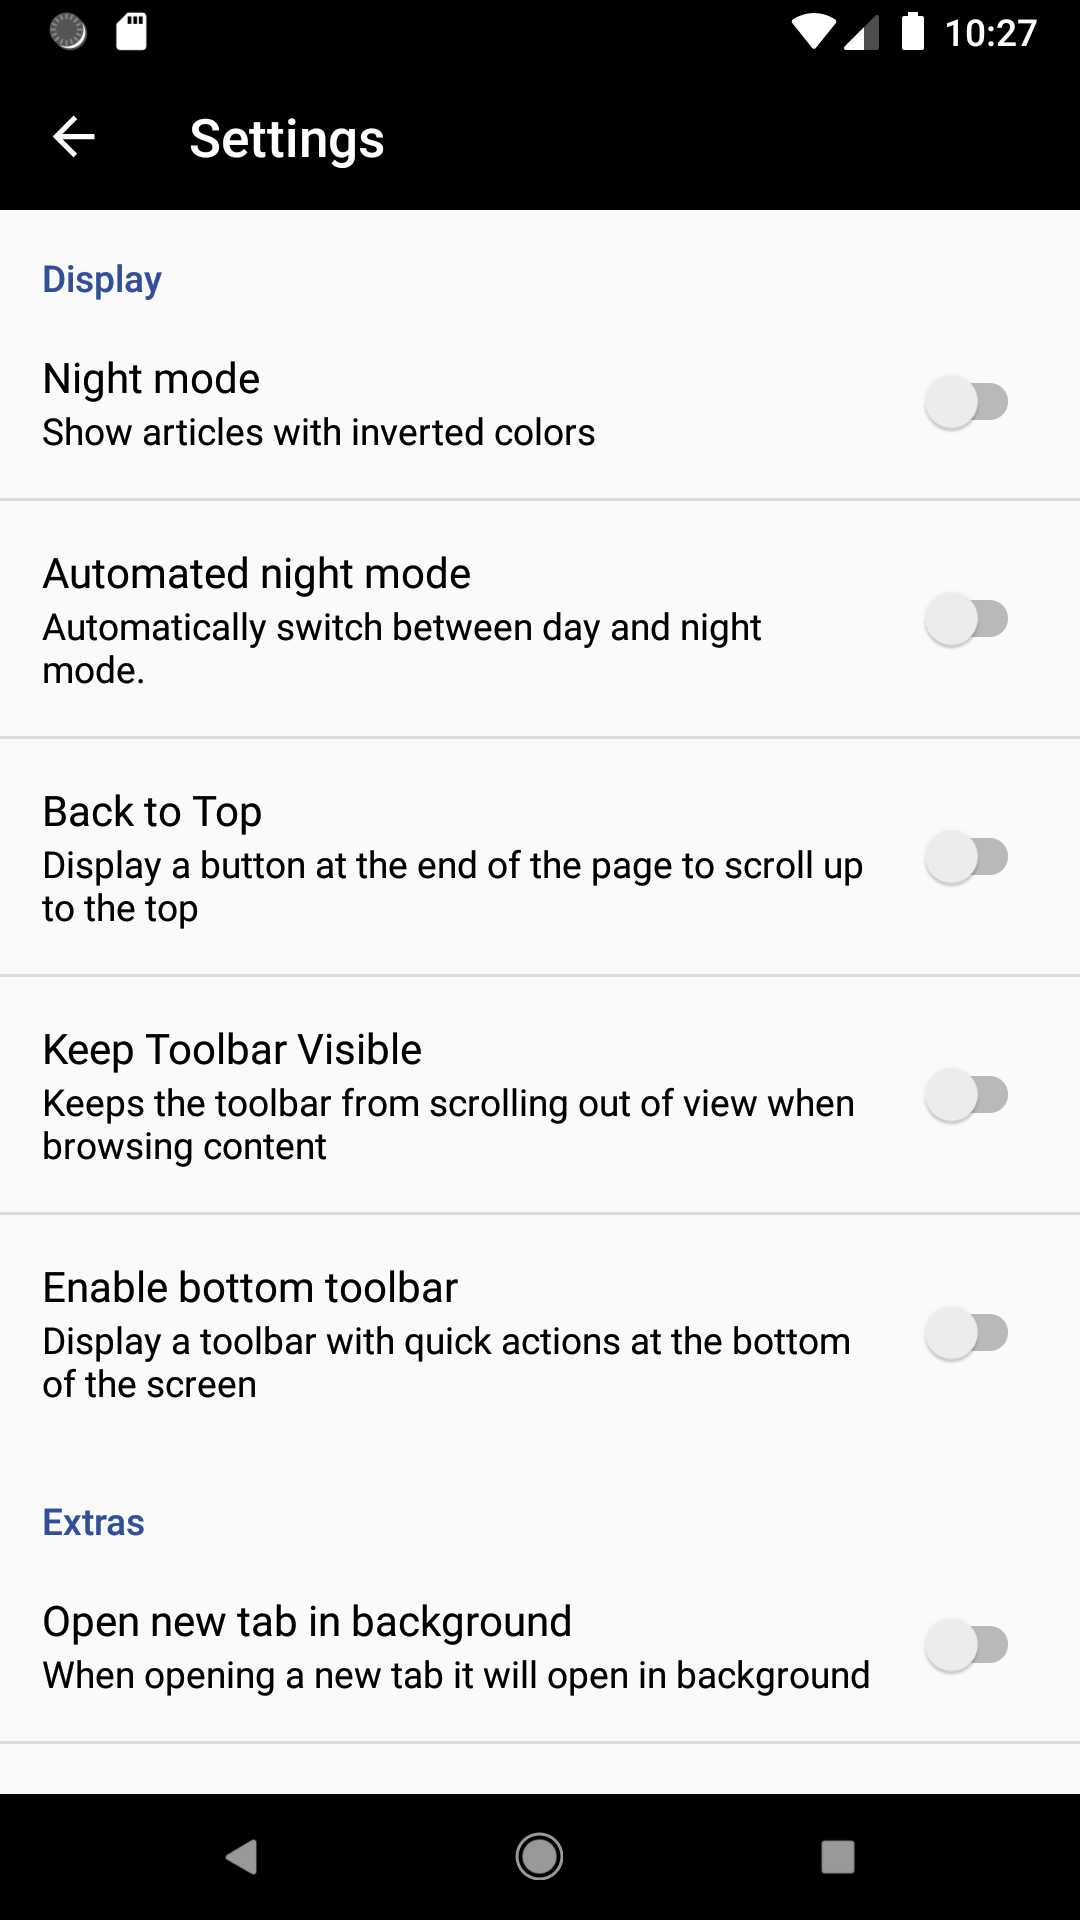 10:27
Settings
Display
Night mode
Show articles with inverted colors
Automated night mode
Automatically switch between day and night
mode.
Back to Top
Display a button at the end of the page to scroll up
to the top
Keep Toolbar Visible
Keeps the toolbar from scrolling out of view when
browsing content
Enable bottom toolbar
Display a toolbar with quick actions at the bottom
of the screen
Extras
Open new tab in background
When opening a new tab it will open in background